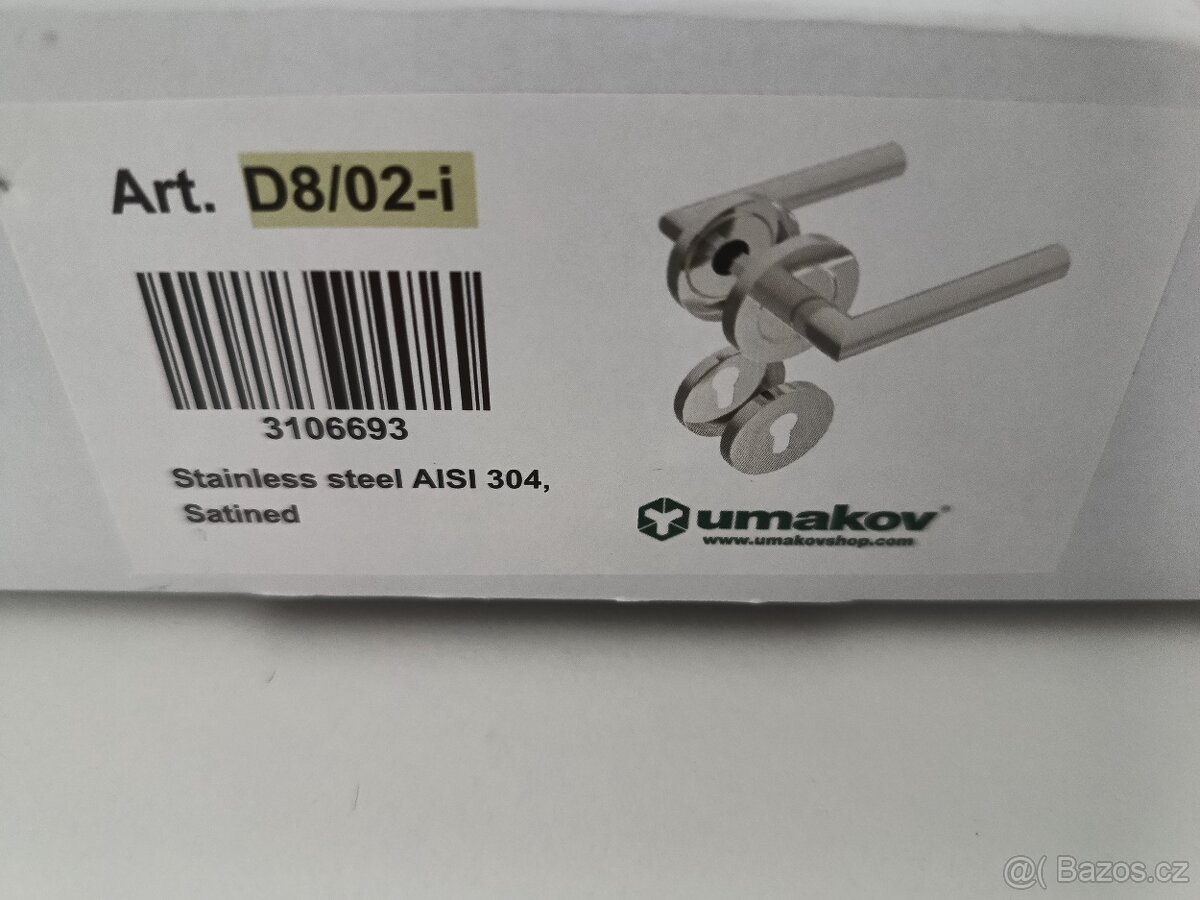 Art. D8/02-i
3106693
Stainless steel AISI 304,
Satined
umakov®
www.umakovshop.com
@( Bazos.cz